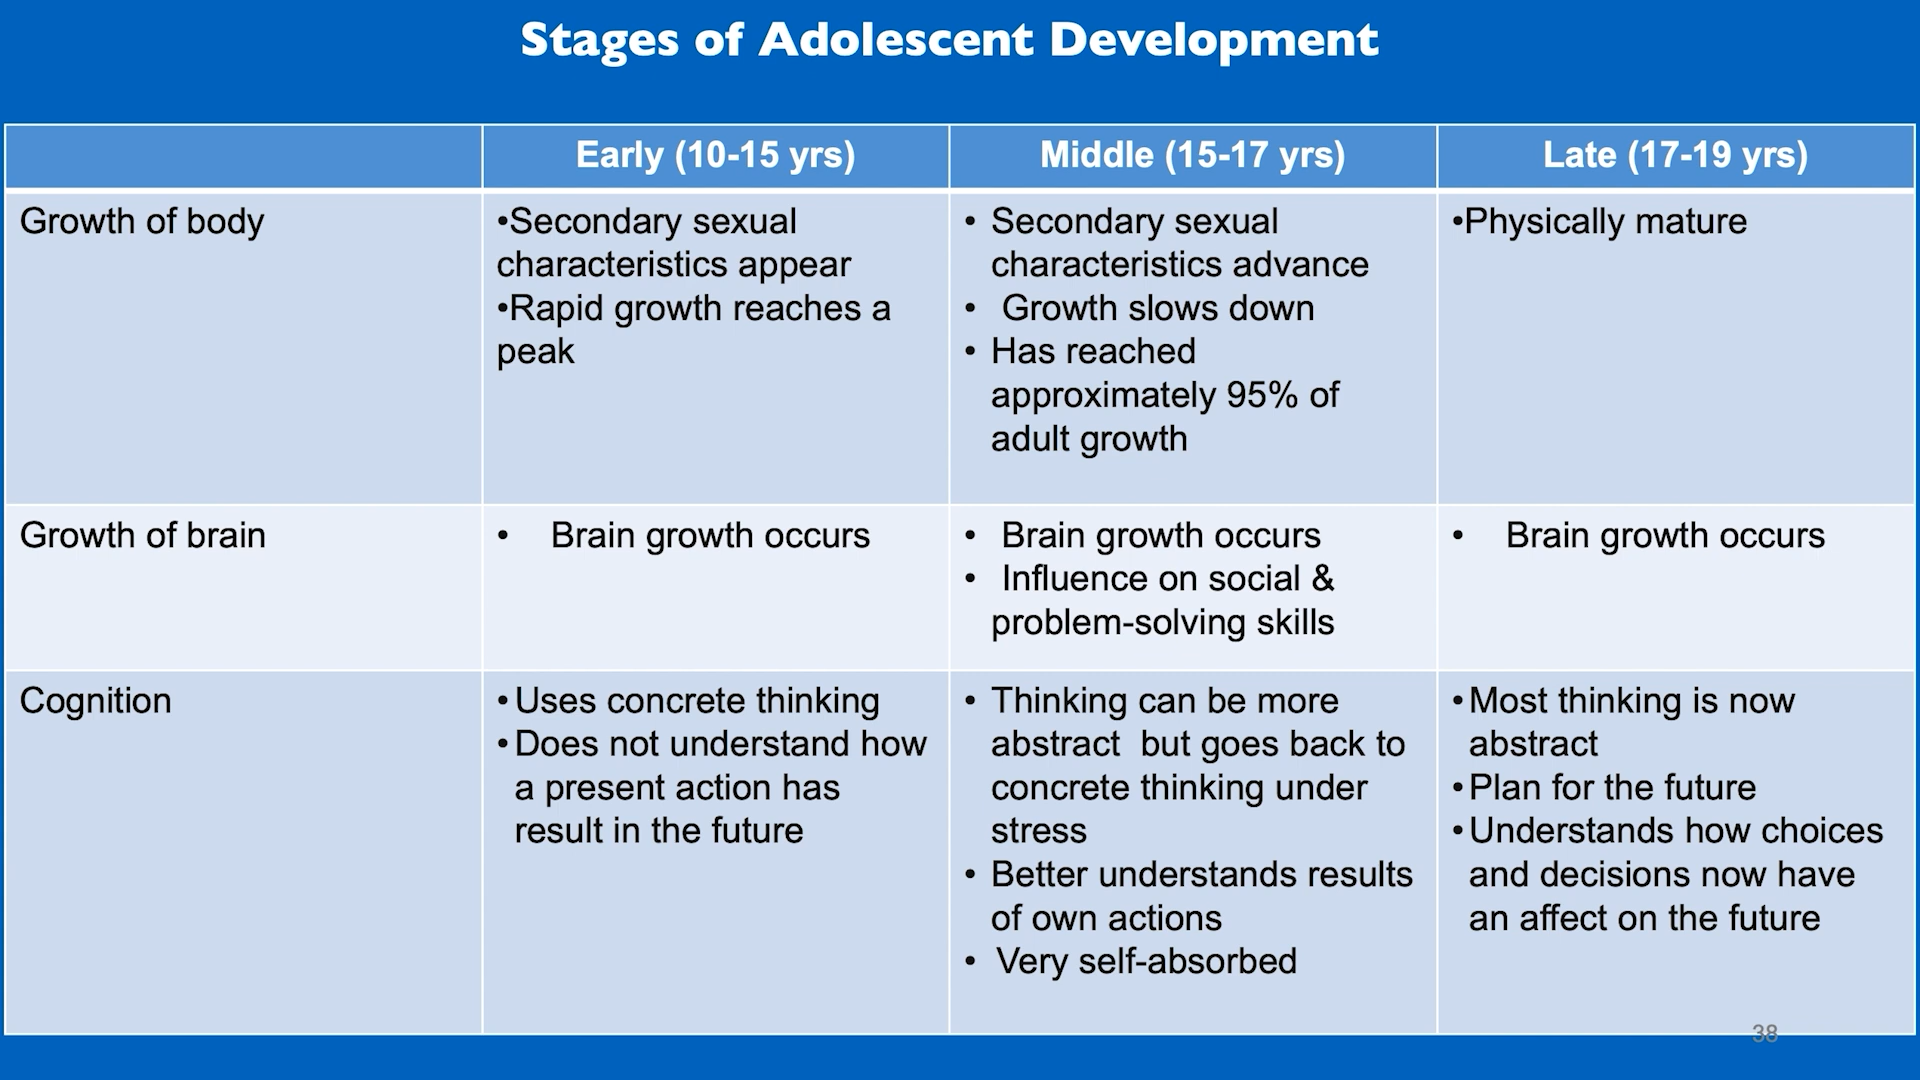 Stages of Adolescent Development
Early (10-15 yrs)
Middle (15-17 yrs)
Late (17-19 yrs)
Growth of body
•Secondary sexual
characteristics appear
•Rapid growth reaches a
peak
• Secondary sexual
characteristics advance
• Growth slows down
• Has reached
approximately 95% of
adult growth
•Physically mature
Growth of brain
• Brain growth occurs
• Brain growth occurs
• Influence on social &
problem-solving skills
• Brain growth occurs
Cognition
• Uses concrete thinking
• Does not understand how
a present action has
result in the future
• Thinking can be more
abstract but goes back to
concrete thinking under
stress
• Better understands results
of own actions
• Very self-absorbed
• Most thinking is now
abstract
• Plan for the future
• Understands how choices
and decisions now have
an affect on the future
38